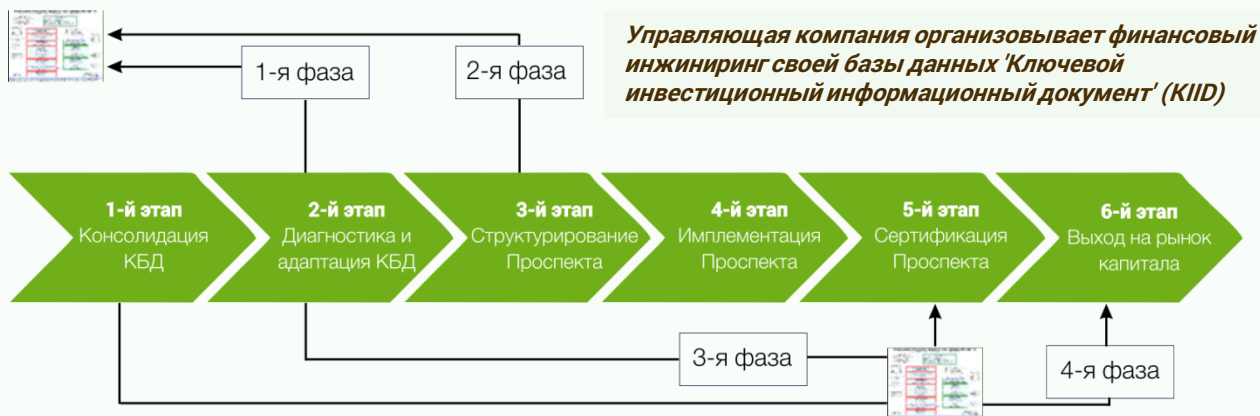 Управляющая компания организовывает финансовый
инжиниринг своей базы данных 'Ключевой
инвестиционный информационный документ' (KIID)
1-я фаза
2-я фаза
1-й этап
Консолидация
КБД
2-й этап
Диагностика и
адаптация КБД
3-й этап
Структурирование
Проспекта
4-й этап
Имплементация
Проспекта
5-й этап
Сертификация
Проспекта
6-й этап
Выход на рынок
капитала
3-я фаза
4-я фаза